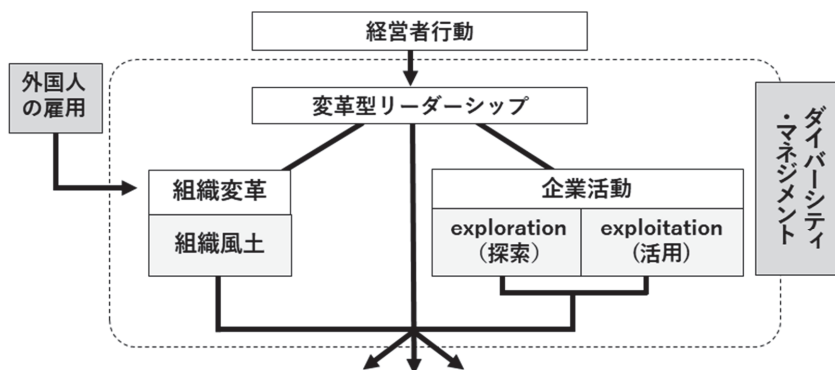 経営者行動
外国人
の雇用
変革型リーダーシップ
ダイバーシティ
・マネジメント
組織変革
組織風土
企業活動
exploration
（探索）
exploitation
（活用）